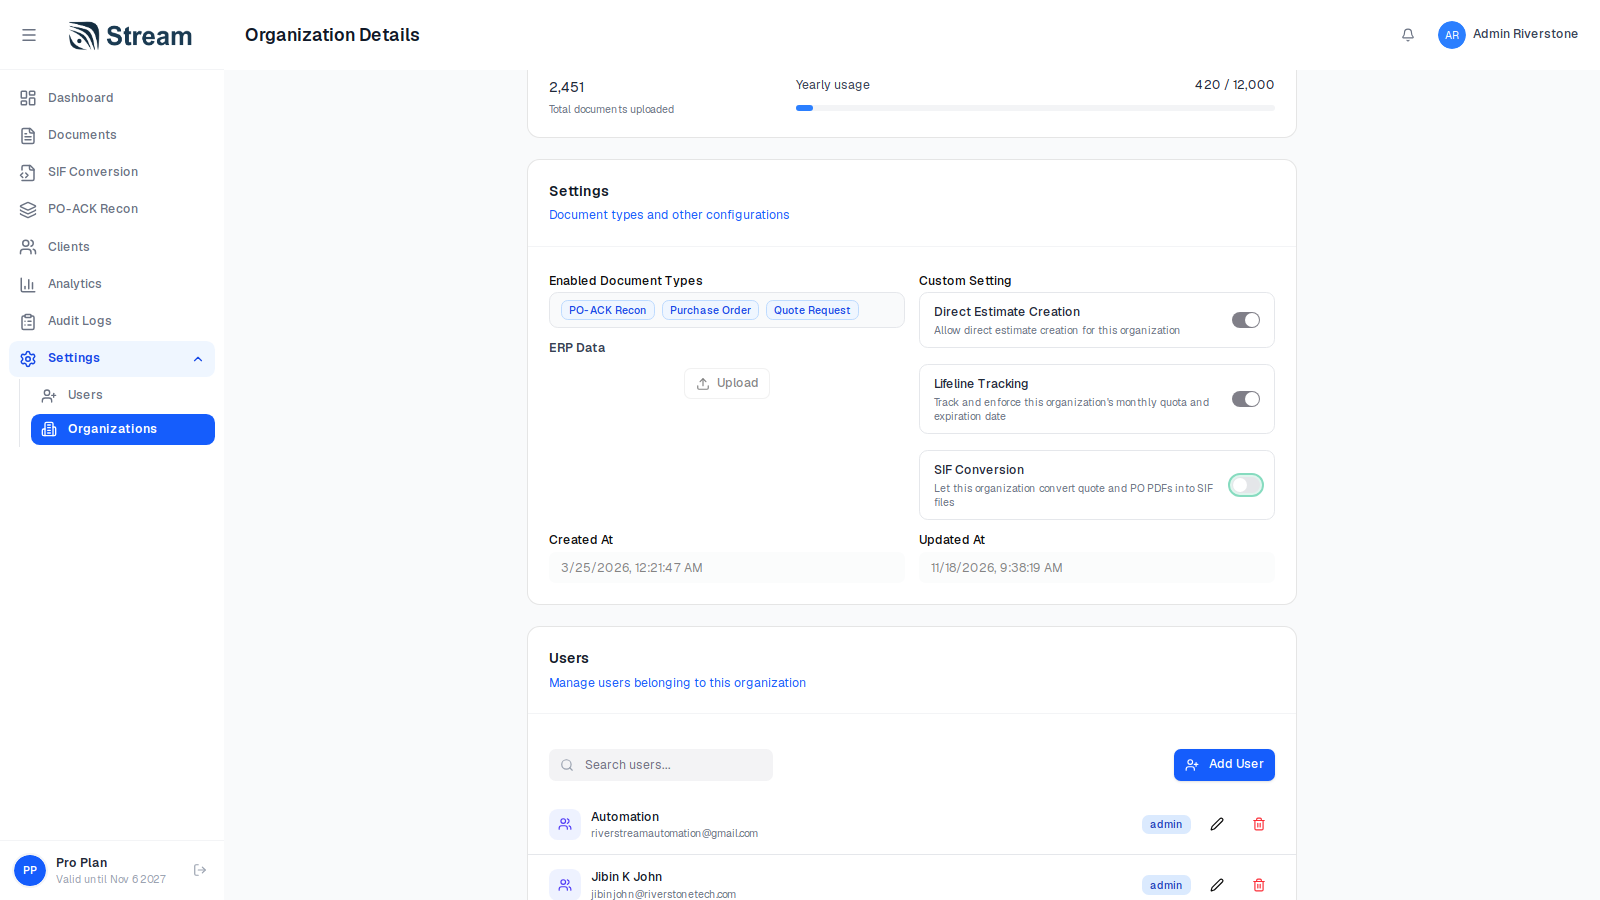 Stream
Organization Details
AR
Admin Riverstone
Dashboard
Documents
SIF Conversion
PO-ACK Recon
Clients
Analytics
Audit Logs
Settings
Users
Organizations
PP
Pro Plan
Valid until Nov 6 2027
2,451
Total documents uploaded
Yearly usage
420 / 12,000
Settings
Document types and other configurations
Enabled Document Types
PO-ACK Recon
Purchase Order
Quote Request
ERP Data
Upload
Custom Setting
Direct Estimate Creation
Allow direct estimate creation for this organization
Lifeline Tracking
Track and enforce this organization's monthly quota and
expiration date
SIF Conversion
Let this organization convert quote and PO PDFs into SIF
files
Created At
3/25/2026, 12:21:47 AM
Updated At
11/18/2026, 9:38:19 AM
Users
Manage users belonging to this organization
Search users...
Add User
Automation
riverstreamautomation@gmail.com
admin
Jibin K John
jibinjohn@riverstonetech.com
admin